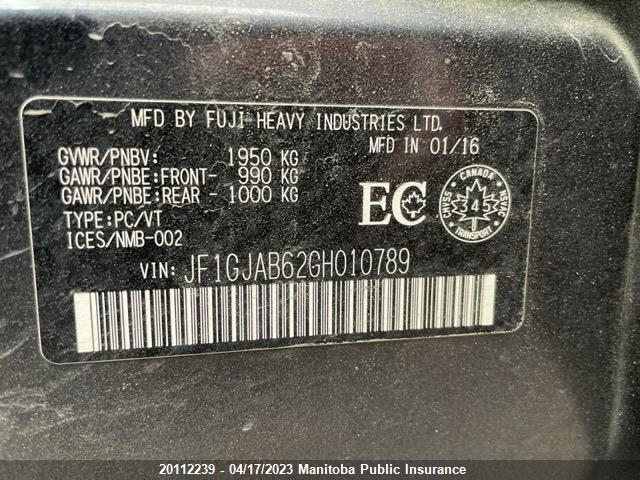 MFD BY FUJI HEAVY INDUSTRIES LTD.
MFD IN 01/16
GVWR/PNBV: 1950 KG
GAWR/PNBE:FRONT- 990 KG
GAWR/PNBE:REAR - 1000 KG
TYPE:PC/VT
ICES/NMB-002
EC
CANADA
CMVSS
345
NSVAC
VIN: JF1GJAB62GH010789
20112239 - 04/17/2023 Manitoba Public Insurance